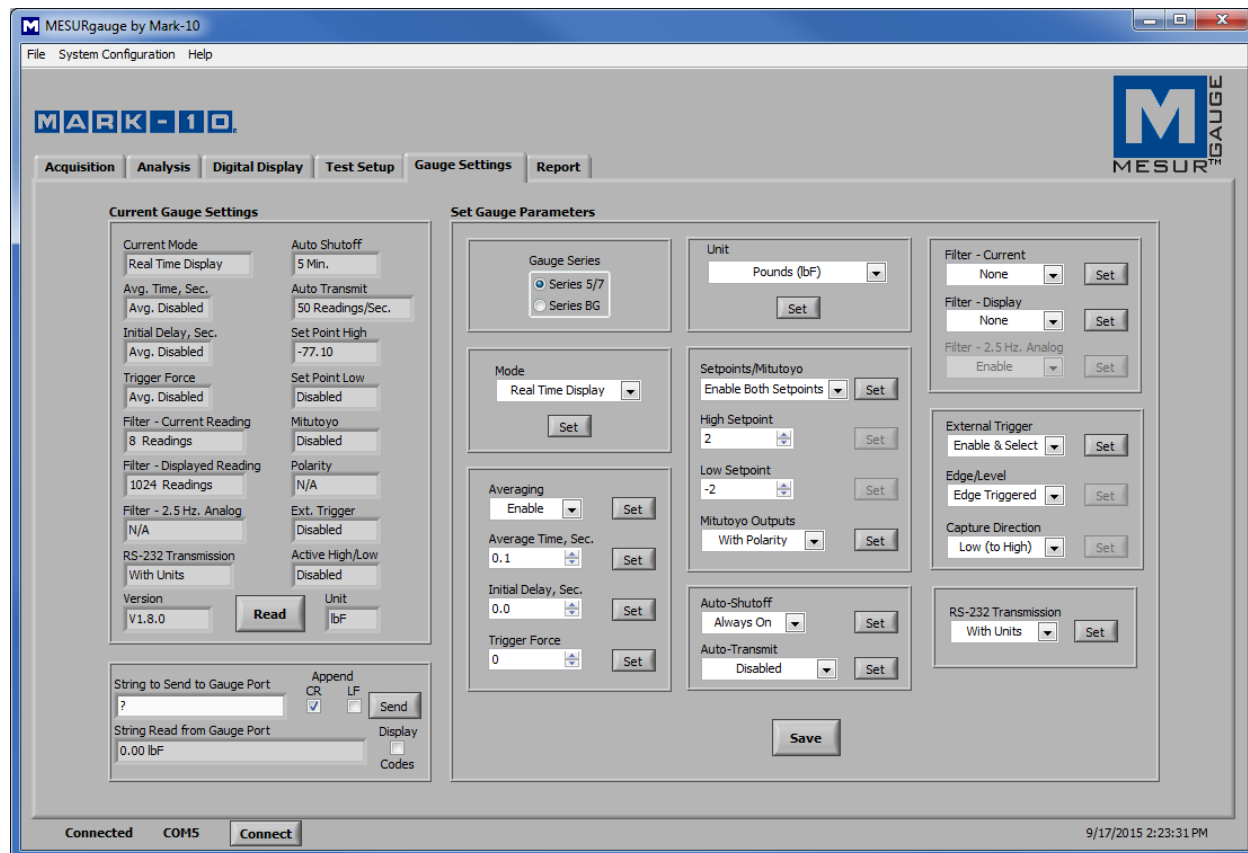 MESURgauge by Mark-10
File System Configuration Help
MARK-10
MESUR™GAUGE
Acquisition Analysis Digital Display Test Setup Gauge Settings Report
Current Gauge Settings
Current Mode
Real Time Display
Auto Shutoff
5 Min.
Avg. Time, Sec.
Avg. Disabled
Auto Transmit
50 Readings/Sec.
Initial Delay, Sec.
Avg. Disabled
Set Point High
-77.10
Trigger Force
Avg. Disabled
Set Point Low
Disabled
Filter - Current Reading
8 Readings
Mitutoyo
Disabled
Filter - Displayed Reading
1024 Readings
Polarity
N/A
Filter - 2.5 Hz. Analog
N/A
Ext. Trigger
Disabled
RS-232 Transmission
With Units
Active High/Low
Disabled
Version
V1.8.0
Read
Unit
lbF
String to Send to Gauge Port
?
Append
CR LF
Send
String Read from Gauge Port
0.00 lbF
Display
Codes
Set Gauge Parameters
Gauge Series
Series 5/7
Series BG
Mode
Real Time Display
Set
Averaging
Enable
Set
Average Time, Sec.
0.1
Set
Initial Delay, Sec.
0.0
Set
Trigger Force
0
Set
Unit
Pounds (lbF)
Set
Setpoints/Mitutoyo
Enable Both Setpoints
Set
High Setpoint
2
Set
Low Setpoint
-2
Set
Mitutoyo Outputs
With Polarity
Set
Auto-Shutoff
Always On
Set
Auto-Transmit
Disabled
Set
Filter - Current
None
Set
Filter - Display
None
Set
Filter - 2.5 Hz. Analog
Enable
Set
External Trigger
Enable & Select
Set
Edge/Level
Edge Triggered
Set
Capture Direction
Low (to High)
Set
RS-232 Transmission
With Units
Set
Save
Connected COM5 Connect
9/17/2015 2:23:31 PM